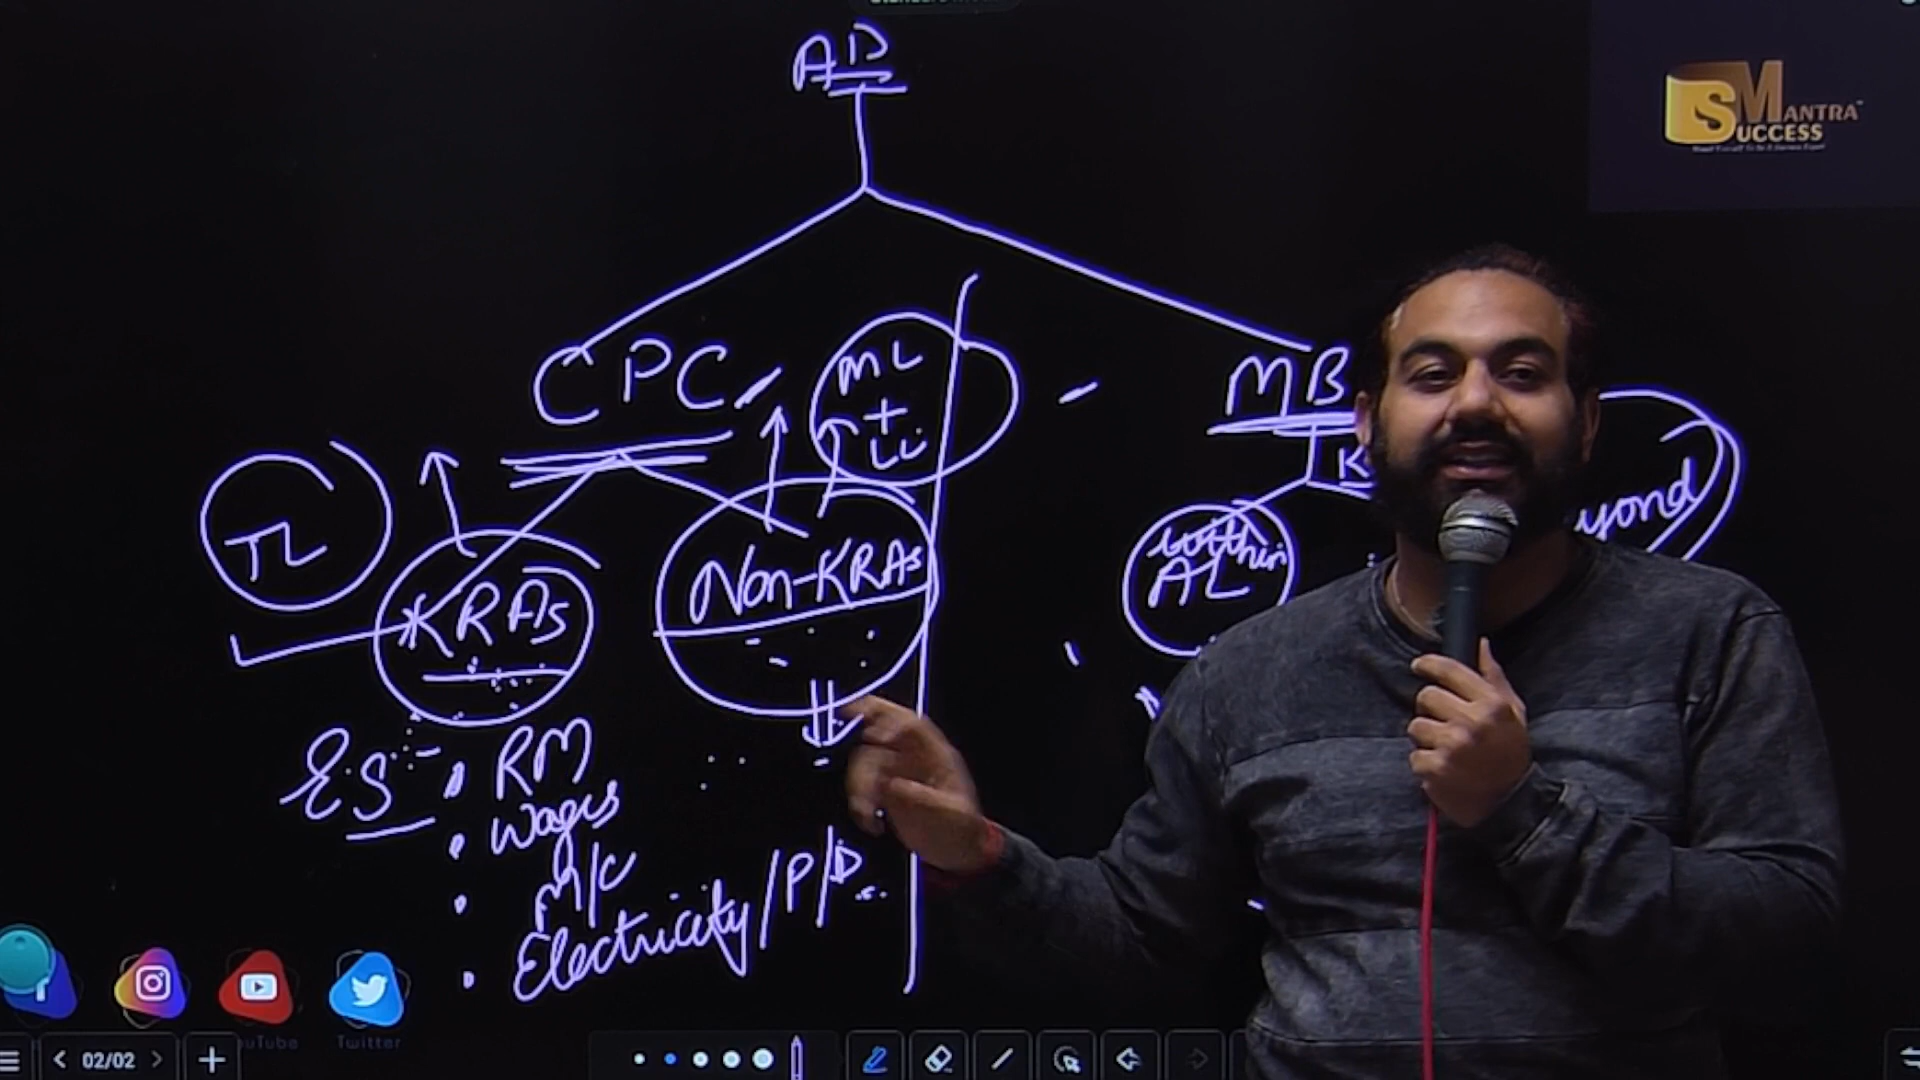 AD
SUCCESS MANTRA
CPC
ML
+
LL
MB
K
yond
TL
KRAs
Non-KRAs
within
AL
ES
RM
Wages
M/C
Electricity/P/D...
YouTube
Twitter
02/02